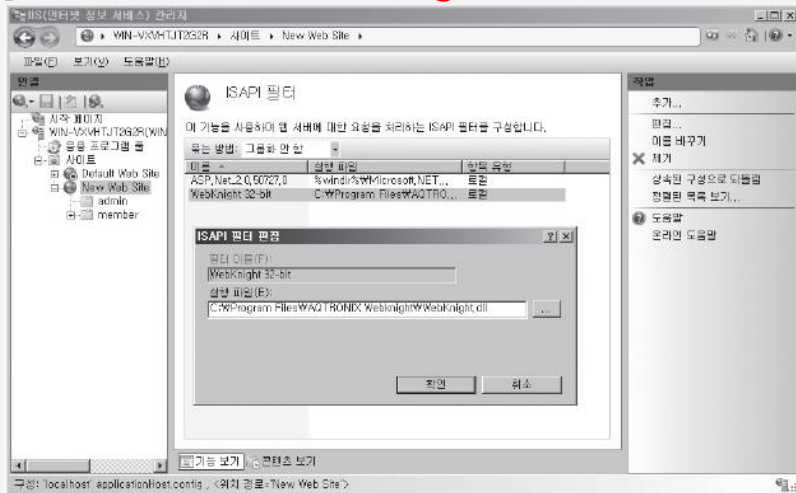 IIS(인터넷 정보 서비스) 관리자
WIN-VXVHTJT2G2R ▸ 사이트 ▸ New Web Site ▸
파일(F) 보기(V) 도움말(H)
연결
시작 페이지
WIN-VXVHTJT2G2R(WIN
응용 프로그램 풀
사이트
Default Web Site
New Web Site
admin
member
ISAPI 필터
이 기능을 사용하여 웹 서버에 대한 요청을 처리하는 ISAPI 필터를 구성합니다.
묶는 방법: 그룹화 안 함
이름 실행 파일 항목 유형
ASP.Net_2.0.50727.0 %windir%₩Microsoft.NET... 로컬
WebKnight 32-bit C:₩Program Files₩AQTRO... 로컬
ISAPI 필터 편집
필터 이름(F):
WebKnight 32-bit
실행 파일(E):
C:₩Program Files₩AQTRONIX Webknight₩WebKnight.dll
...
확인 취소
기능 보기 콘텐츠 보기
작업
추가...
편집...
이름 바꾸기
제거
상속된 구성으로 되돌림
정렬된 목록 보기...
도움말
온라인 도움말
구성: 'localhost' applicationHost.config , <위치 경로="New Web Site">